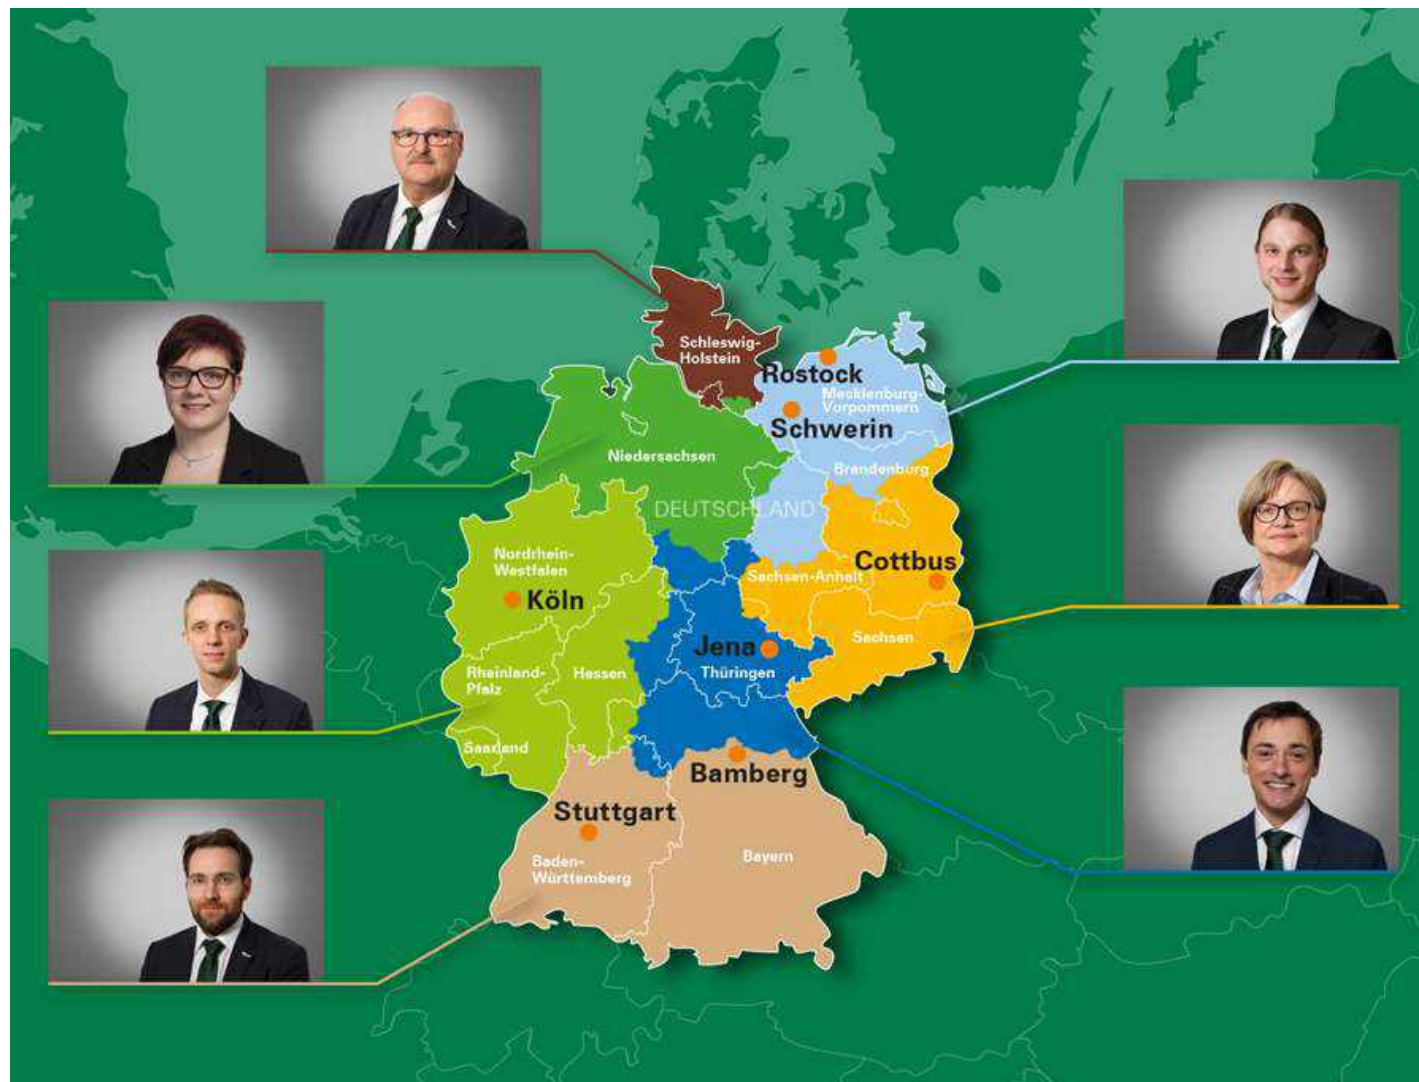 Schleswig-
Holstein
Rostock
Mecklenburg-
Vorpommern
Schwerin
Niedersachsen
Brandenburg
DEUTSCHLAND
Nordrhein-
Westfalen
Sachsen-Anhalt
Cottbus
Köln
Sachsen
Jena
Thüringen
Rheinland-
Pfalz
Hessen
Saarland
Bamberg
Stuttgart
Baden-
Württemberg
Bayern